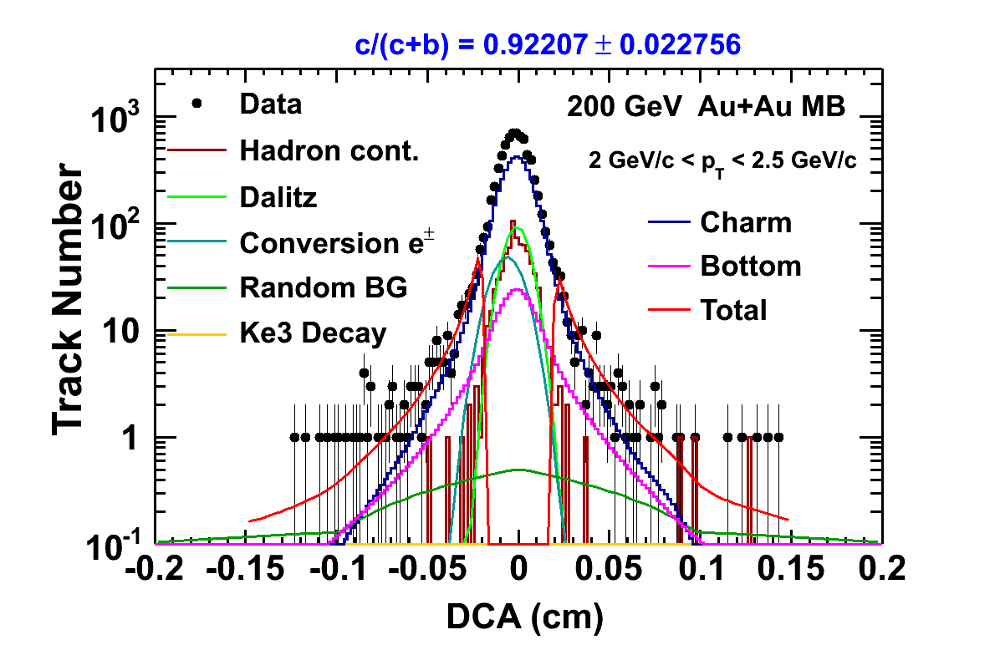 c/(c+b) = 0.92207 ± 0.022756
Data
Hadron cont.
Dalitz
Conversion e±
Random BG
Ke3 Decay
200 GeV Au+Au MB
2 GeV/c < pT < 2.5 GeV/c
Charm
Bottom
Total
Track Number
10³
10²
10
1
10⁻¹
-0.2 -0.15 -0.1 -0.05 0 0.05 0.1 0.15 0.2
DCA (cm)